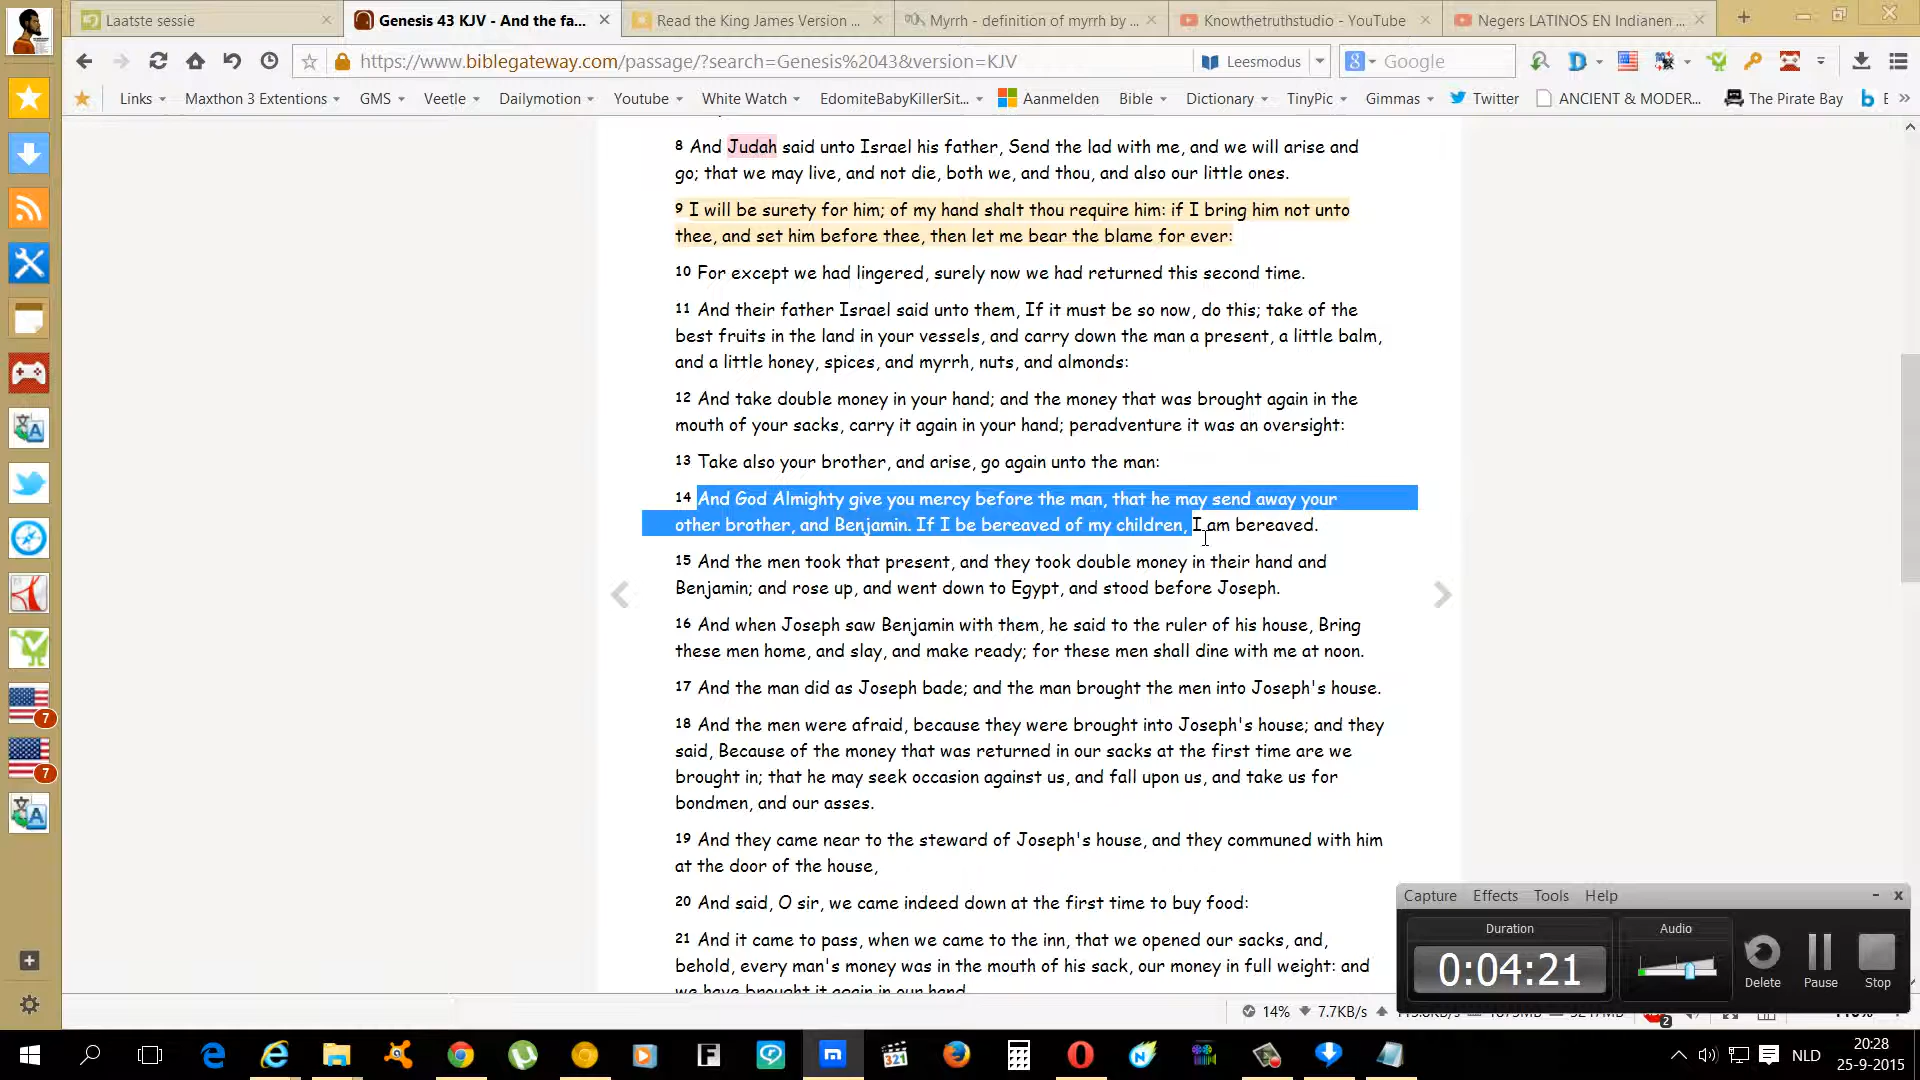 Laatste sessie
Genesis 43 KJV - And the fa...
Read the King James Version ...
Myrrh - definition of myrrh by ...
Knowthetruthstudio - YouTube
Negers LATINOS EN Indianen ...
https://www.biblegateway.com/passage/?search=Genesis%2043&version=KJV
Leesmodus
Google
Links
Maxthon 3 Extentions
GMS
Veetle
Dailymotion
Youtube
White Watch
EdomiteBabyKillerSit...
Aanmelden
Bible
Dictionary
TinyPic
Gimmas
Twitter
ANCIENT & MODER...
The Pirate Bay
8 And Judah said unto Israel his father, Send the lad with me, and we will arise and
go; that we may live, and not die, both we, and thou, and also our little ones.
9 I will be surety for him; of my hand shalt thou require him: if I bring him not unto
thee, and set him before thee, then let me bear the blame for ever:
10 For except we had lingered, surely now we had returned this second time.
11 And their father Israel said unto them, If it must be so now, do this; take of the
best fruits in the land in your vessels, and carry down the man a present, a little balm,
and a little honey, spices, and myrrh, nuts, and almonds:
12 And take double money in your hand; and the money that was brought again in the
mouth of your sacks, carry it again in your hand; peradventure it was an oversight:
13 Take also your brother, and arise, go again unto the man:
14 And God Almighty give you mercy before the man, that he may send away your
other brother, and Benjamin. If I be bereaved of my children, I am bereaved.
15 And the men took that present, and they took double money in their hand and
Benjamin; and rose up, and went down to Egypt, and stood before Joseph.
16 And when Joseph saw Benjamin with them, he said to the ruler of his house, Bring
these men home, and slay, and make ready; for these men shall dine with me at noon.
17 And the man did as Joseph bade; and the man brought the men into Joseph's house.
18 And the men were afraid, because they were brought into Joseph's house; and they
said, Because of the money that was returned in our sacks at the first time are we
brought in; that he may seek occasion against us, and fall upon us, and take us for
bondmen, and our asses.
19 And they came near to the steward of Joseph's house, and they communed with him
at the door of the house,
20 And said, O sir, we came indeed down at the first time to buy food:
21 And it came to pass, when we came to the inn, that we opened our sacks, and,
behold, every man's money was in the mouth of his sack, our money in full weight: and
we have brought it again in our hand.
7
7
Capture Effects Tools Help
Duration
Audio
0:04:21
Delete
Pause
Stop
14%
7.7KB/s
2
321
NLD
20:28
25-9-2015